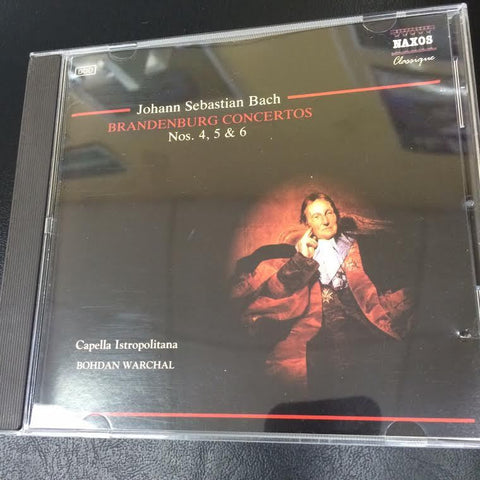 DDD
NAXOS
Classique
Johann Sebastian Bach
BRANDENBURG CONCERTOS
Nos. 4, 5 & 6
Capella Istropolitana
BOHDAN WARCHAL